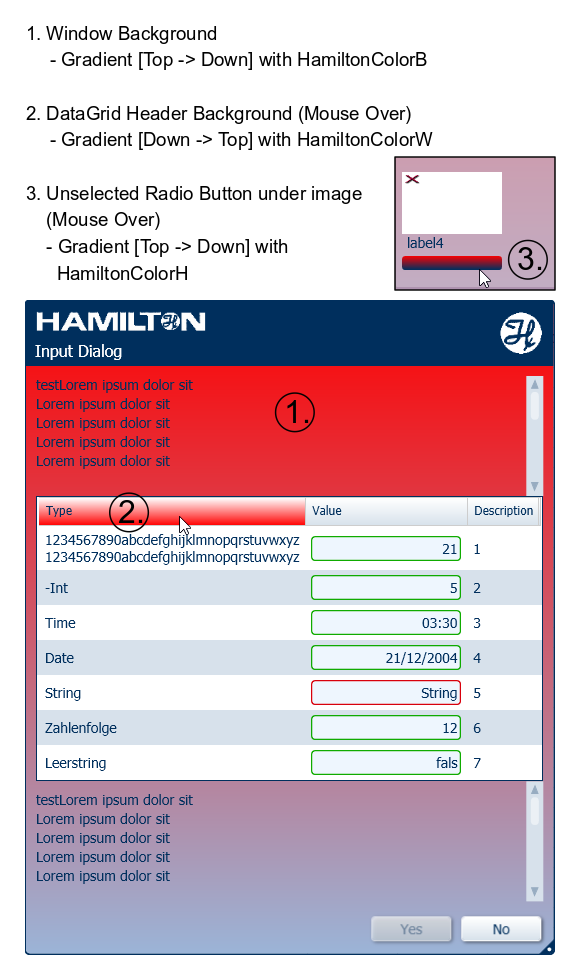 1. Window Background
- Gradient [Top -> Down] with HamiltonColorB
2. DataGrid Header Background (Mouse Over)
- Gradient [Down -> Top] with HamiltonColorW
3. Unselected Radio Button under image
(Mouse Over)
- Gradient [Top -> Down] with
HamiltonColorH
label4
3.
HAMILTON
Input Dialog
testLorem ipsum dolor sit
Lorem ipsum dolor sit
Lorem ipsum dolor sit
Lorem ipsum dolor sit
Lorem ipsum dolor sit
1.
Type 2. Value Description
1234567890abcdefghijklmnopqrstuvwxyz
1234567890abcdefghijklmnopqrstuvwxyz 21 1
-Int 5 2
Time 03:30 3
Date 21/12/2004 4
String String 5
Zahlenfolge 12 6
Leerstring fals 7
testLorem ipsum dolor sit
Lorem ipsum dolor sit
Lorem ipsum dolor sit
Lorem ipsum dolor sit
Lorem ipsum dolor sit
Yes No